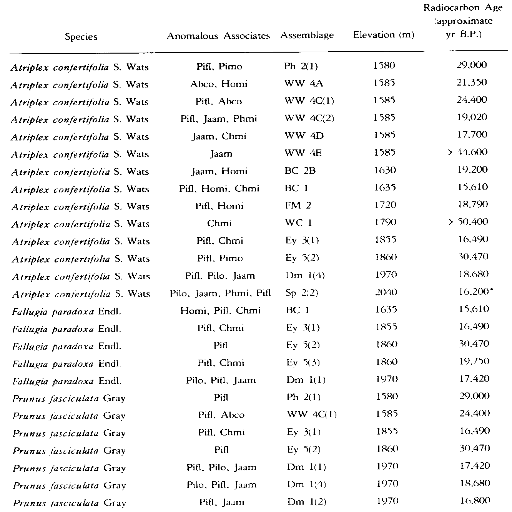 Radiocarbon Age
(approximate
Species Anomalous Associates Assemblage Elevation (m) yr B.P.)
Atriplex confertifolia S. Wats Pifl, Pimo Ph 2(1) 1580 29,000
Atriplex confertifolia S. Wats Abco, Homi WW 4A 1585 21,350
Atriplex confertifolia S. Wats Pifl, Abco WW 4C(1) 1585 24,400
Atriplex confertifolia S. Wats Pifl, Jaam, Phmi WW 4C(2) 1585 19,020
Atriplex confertifolia S. Wats Jaam, Chmi WW 4D 1585 17,700
Atriplex confertifolia S. Wats Jaam WW 4E 1585 > 44,600
Atriplex confertifolia S. Wats Jaam, Homi BC 2B 1630 19,200
Atriplex confertifolia S. Wats Pifl, Homi, Chmi BC 1 1635 15,610
Atriplex confertifolia S. Wats Pifl, Homi FM 2 1720 18,790
Atriplex confertifolia S. Wats Chmi WC 1 1790 > 50,400
Atriplex confertifolia S. Wats Pifl, Chmi Ey 3(1) 1855 16,490
Atriplex confertifolia S. Wats Pifl, Pimo Ey 5(2) 1860 30,470
Atriplex confertifolia S. Wats Pifl, Pilo, Jaam Dm 1(4) 1970 18,680
Atriplex confertifolia S. Wats Pilo, Jaam, Phmi, Pifl Sp 2(2) 2040 16,200*
Fallugia paradoxa Endl. Homi, Pifl, Chmi BC 1 1635 15,610
Fallugia paradoxa Endl. Pifl, Chmi Ey 3(1) 1855 16,490
Fallugia paradoxa Endl. Pifl Ey 5(2) 1860 30,470
Fallugia paradoxa Endl. Pifl, Chmi Ey 5(3) 1860 19,250
Fallugia paradoxa Endl. Pilo, Pifl, Jaam Dm 1(1) 1970 17,420
Prunus fasciculata Gray Pifl Ph 2(1) 1580 29,000
Prunus fasciculata Gray Pifl, Abco WW 4C(1) 1585 24,400
Prunus fasciculata Gray Pifl, Chmi Ey 3(1) 1855 16,490
Prunus fasciculata Gray Pifl Ey 5(2) 1860 30,470
Prunus fasciculata Gray Pifl, Pilo, Jaam Dm 1(1) 1970 17,420
Prunus fasciculata Gray Pilo, Pifl, Jaam Dm 1(4) 1970 18,680
Prunus fasciculata Gray Pifl, Jaam Dm 1(2) 1970 16,800